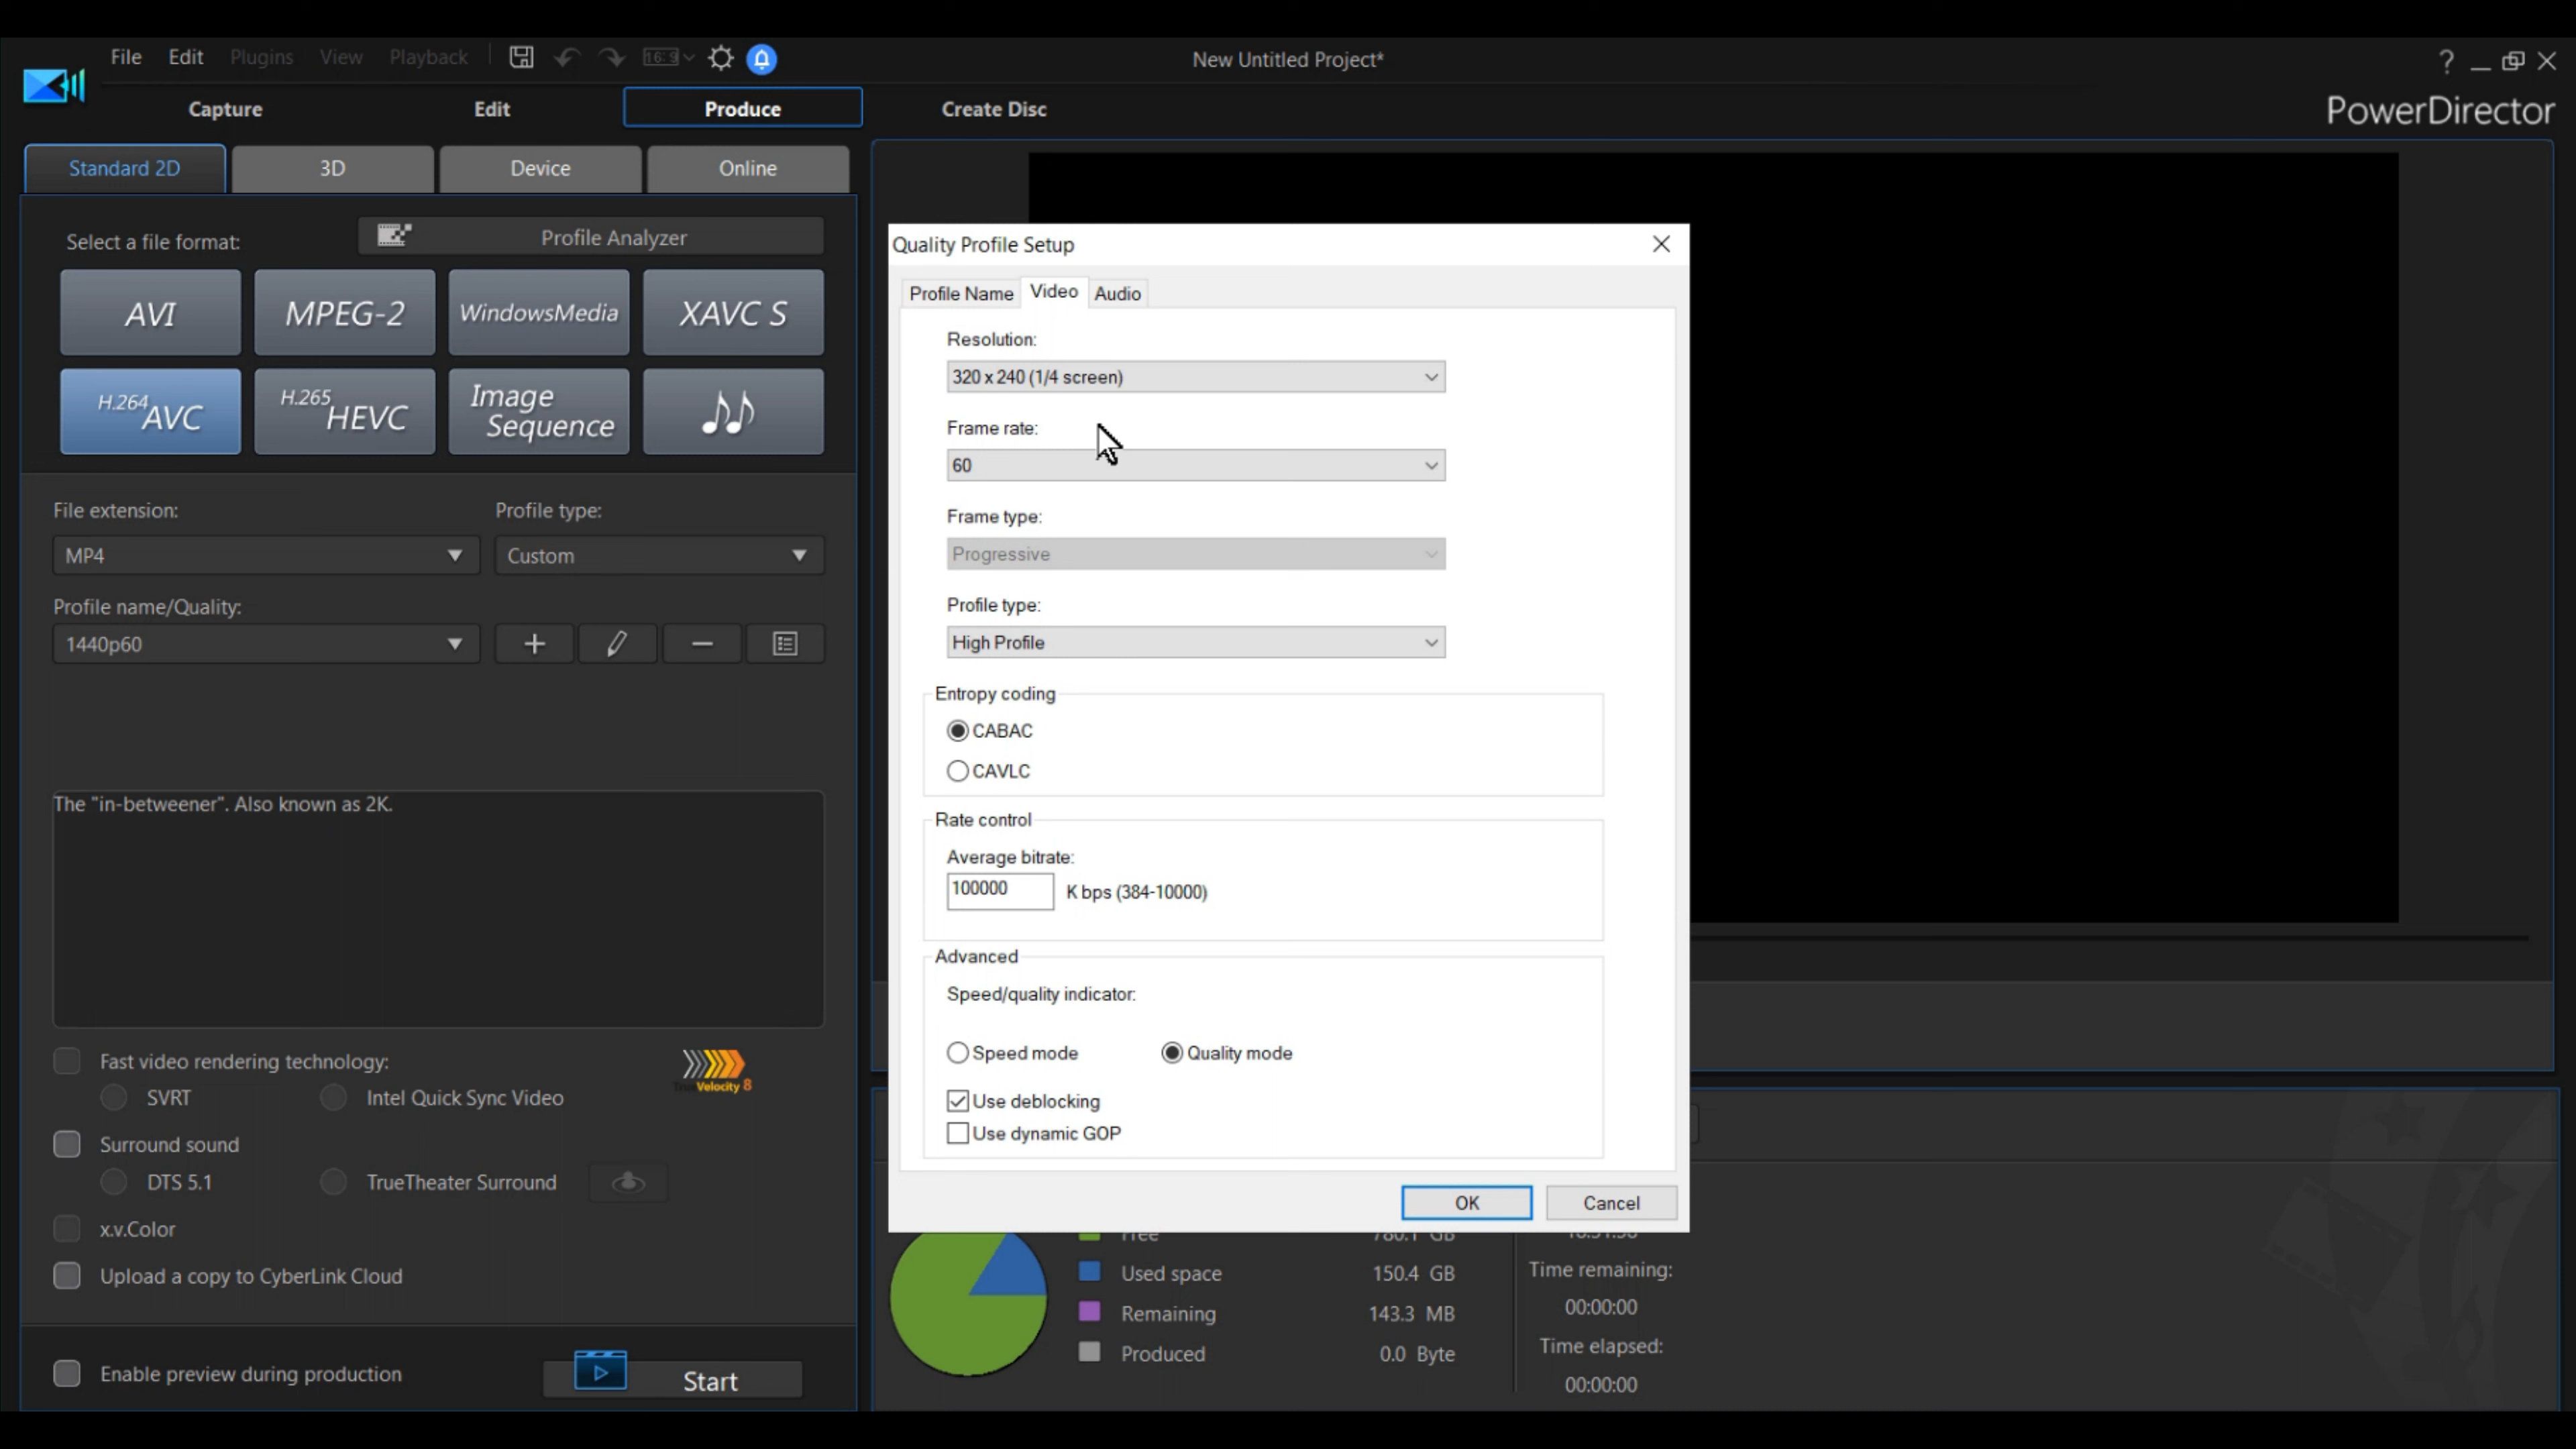 File Edit Plugins View Playback 16:9 New Untitled Project*
Capture Edit Produce Create Disc PowerDirector
Standard 2D 3D Device Online
Select a file format: Profile Analyzer
AVI MPEG-2 WindowsMedia XAVC S
H.264 AVC H.265 HEVC Image Sequence
File extension: Profile type:
MP4 Custom
Profile name/Quality:
1440p60
The "in-betweener". Also known as 2K.
Fast video rendering technology:
Velocity 8
SVRT Intel Quick Sync Video
Surround sound
DTS 5.1 TrueTheater Surround
x.v.Color
Upload a copy to CyberLink Cloud
Enable preview during production Start
Quality Profile Setup
Profile Name Video Audio
Resolution:
320 x 240 (1/4 screen)
Frame rate:
60
Frame type:
Progressive
Profile type:
High Profile
Entropy coding
CABAC
CAVLC
Rate control
Average bitrate:
100000 K bps (384-10000)
Advanced
Speed/quality indicator:
Speed mode Quality mode
Use deblocking
Use dynamic GOP
OK Cancel
Used space 150.4 GB
Remaining 143.3 MB
Produced 0.0 Byte
Time remaining:
00:00:00
Time elapsed:
00:00:00